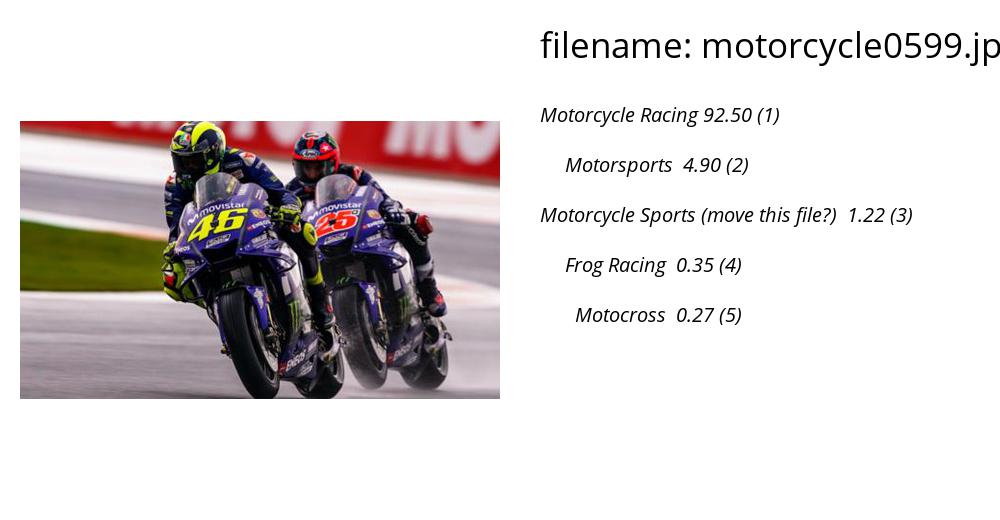 filename: motorcycle0599.jp
Motorcycle Racing 92.50 (1)
Motorsports 4.90 (2)
Motorcycle Sports (move this file?) 1.22 (3)
Frog Racing 0.35 (4)
Motocross 0.27 (5)
movistar
46
movistar
25
ENEOS